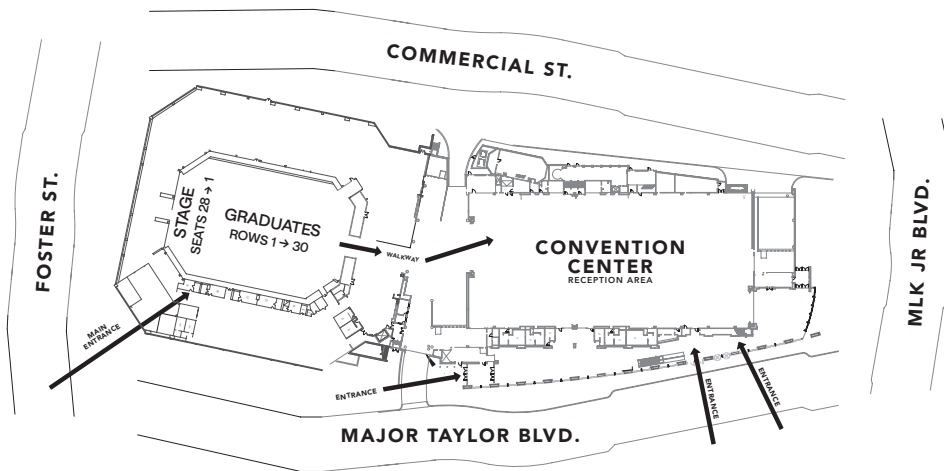 COMMERCIAL ST.
FOSTER ST.
STAGE
SEATS 28→1
GRADUATES
ROWS 1→30
WALKWAY
CONVENTION
CENTER
RECEPTION AREA
MLK JR BLVD.
MAIN
ENTRANCE
ENTRANCE
ENTRANCE
ENTRANCE
MAJOR TAYLOR BLVD.